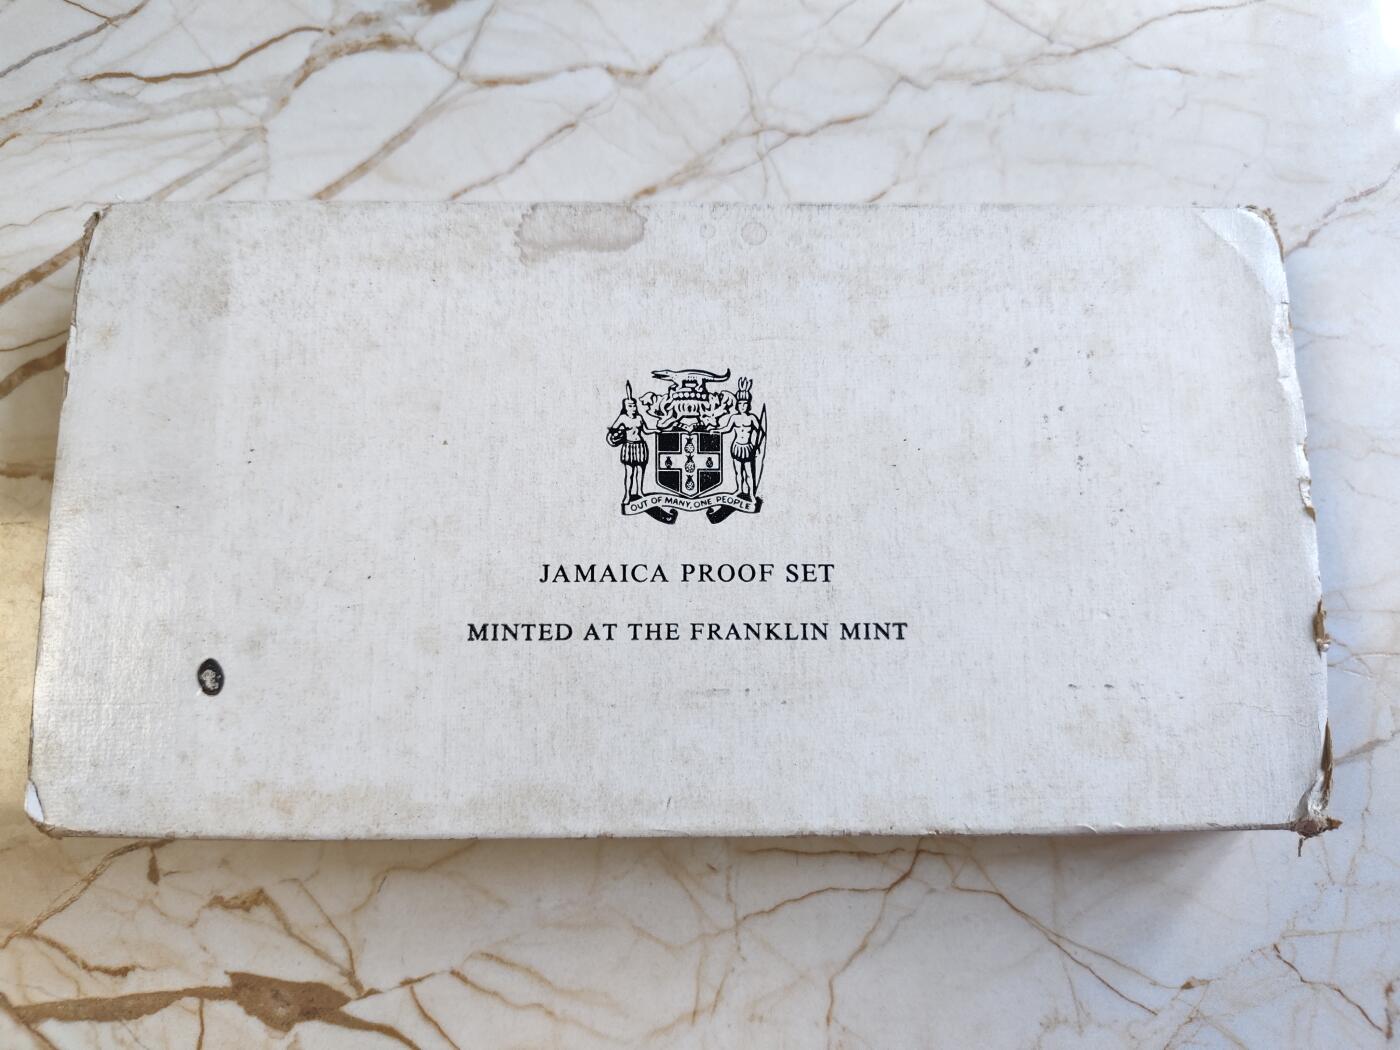 OUT OF MANY, ONE PEOPLE
JAMAICA PROOF SET
MINTED AT THE FRANKLIN MINT